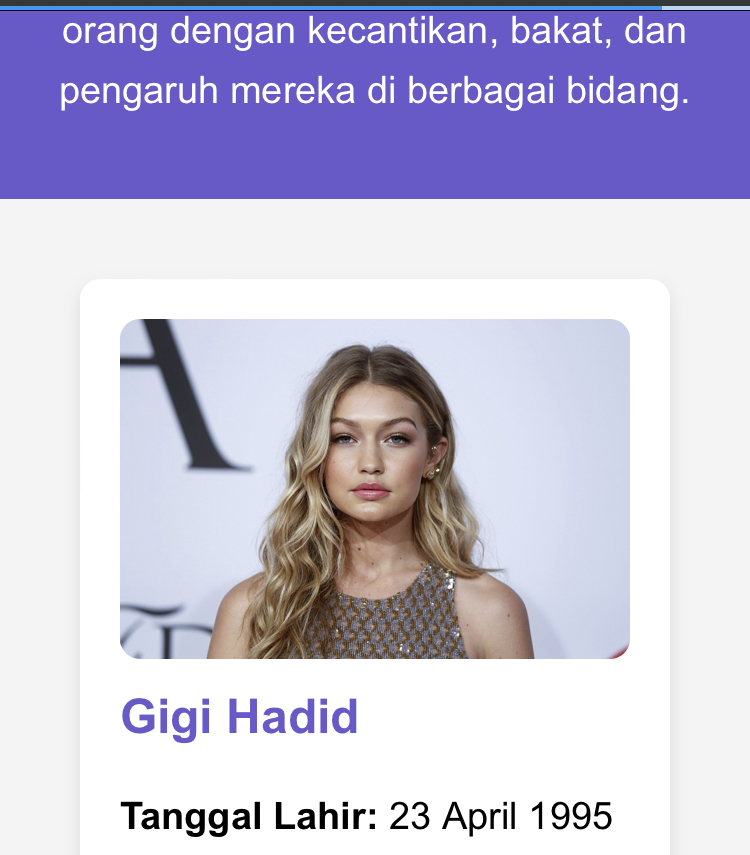 orang dengan kecantikan, bakat, dan
pengaruh mereka di berbagai bidang.
A
Gigi Hadid
Tanggal Lahir: 23 April 1995